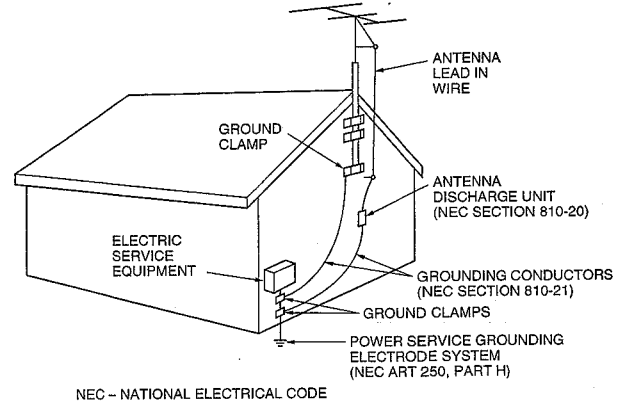 ANTENNA
LEAD IN
WIRE
GROUND
CLAMP
ANTENNA
DISCHARGE UNIT
(NEC SECTION 810-20)
ELECTRIC
SERVICE
EQUIPMENT
GROUNDING CONDUCTORS
(NEC SECTION 810-21)
GROUND CLAMPS
POWER SERVICE GROUNDING
ELECTRODE SYSTEM
(NEC ART 250, PART H)
NEC – NATIONAL ELECTRICAL CODE